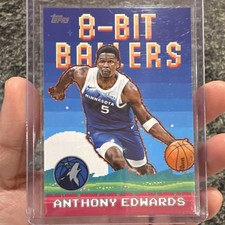 Topps
8-BIT
BALLERS
MINNESOTA
5
ANTHONY EDWARDS